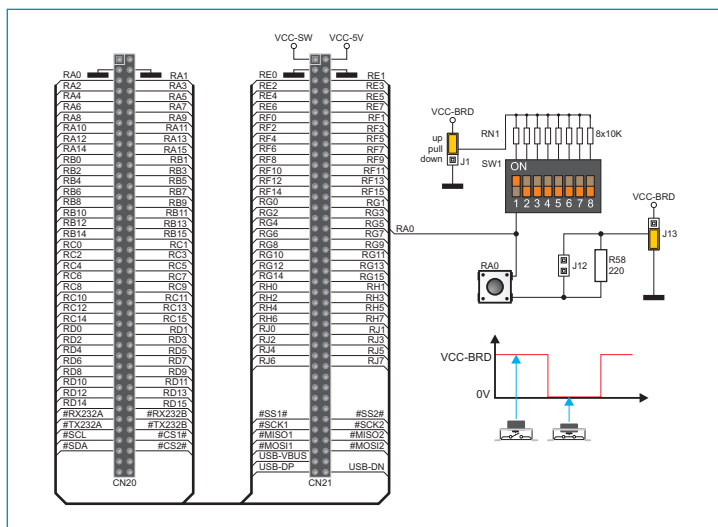 VCC-SW VCC-5V
RA0 RA1
RA2 RA3
RA4 RA5
RA6 RA7
RA8 RA9
RA10 RA11
RA12 RA13
RA14 RA15
RB0 RB1
RB2 RB3
RB4 RB5
RB6 RB7
RB8 RB9
RB10 RB11
RB12 RB13
RB14 RB15
RC0 RC1
RC2 RC3
RC4 RC5
RC6 RC7
RC8 RC9
RC10 RC11
RC12 RC13
RC14 RC15
RD0 RD1
RD2 RD3
RD4 RD5
RD6 RD7
RD8 RD9
RD10 RD11
RD12 RD13
RD14 RD15
#RX232A #RX232B
#TX232A #TX232B
#SCL #CS1#
#SDA #CS2#
CN20
RE0 RE1
RE2 RE3
RE4 RE5
RE6 RE7
RF0 RF1
RF2 RF3
RF4 RF5
RF6 RF7
RF8 RF9
RF10 RF11
RF12 RF13
RF14 RF15
RG0 RG1
RG2 RG3
RG4 RG5
RG6 RG7
RG8 RG9
RG10 RG11
RG12 RG13
RG14 RG15
RH0 RH1
RH2 RH3
RH4 RH5
RH6 RH7
RJ0 RJ1
RJ2 RJ3
RJ4 RJ5
RJ6 RJ7
#SS1# #SS2#
#SCK1 #SCK2
#MISO1 #MISO2
#MOSI1 #MOSI2
USB-VBUS
USB-DP USB-DN
CN21
VCC-BRD
up
pull
down
J1
RN1 8x10K
SW1
ON
1 2 3 4 5 6 7 8
RA0
VCC-BRD
J13
J12
R58
220
RA0
VCC-BRD
0V